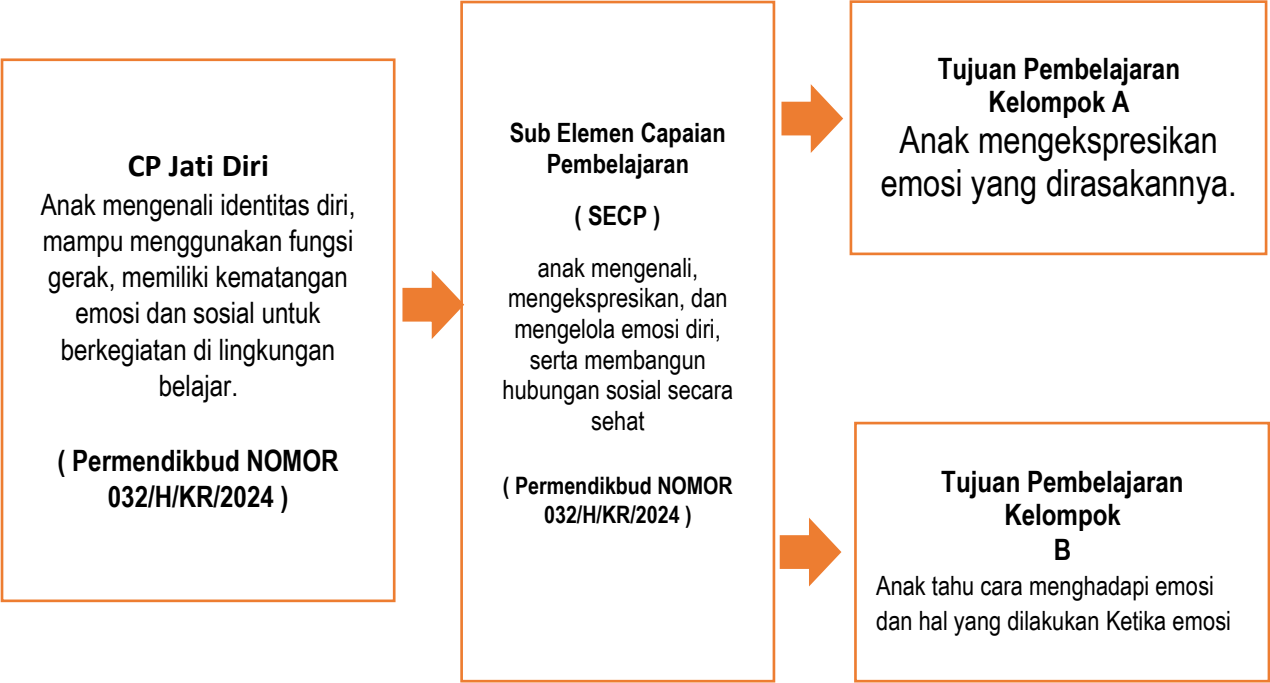 CP Jati Diri
Anak mengenali identitas diri,
mampu menggunakan fungsi
gerak, memiliki kematangan
emosi dan sosial untuk
berkegiatan di lingkungan
belajar.
( Permendikbud NOMOR
032/H/KR/2024 )
Sub Elemen Capaian
Pembelajaran
( SECP )
anak mengenali,
mengekspresikan, dan
mengelola emosi diri,
serta membangun
hubungan sosial secara
sehat
( Permendikbud NOMOR
032/H/KR/2024 )
Tujuan Pembelajaran
Kelompok A
Anak mengekspresikan
emosi yang dirasakannya.
Tujuan Pembelajaran
Kelompok
B
Anak tahu cara menghadapi emosi
dan hal yang dilakukan Ketika emosi